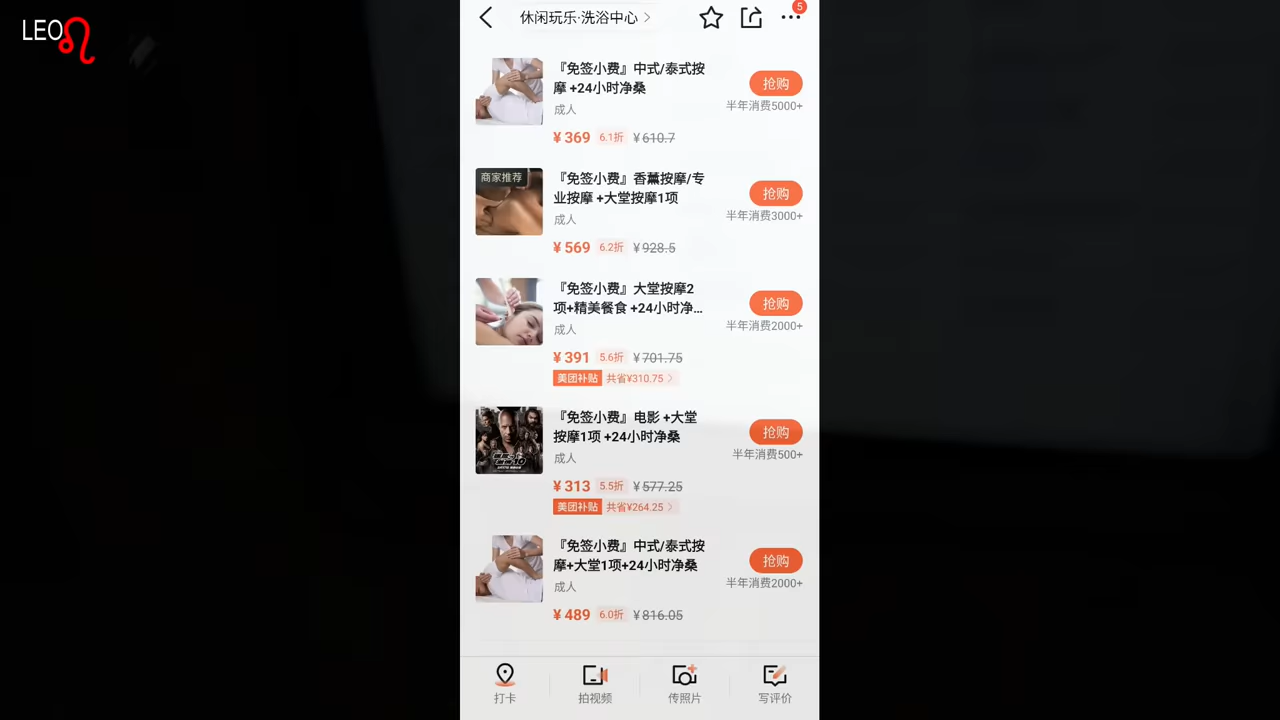 LEO
休闲玩乐·洗浴中心 >
5
『免签小费』中式/泰式按
摩 +24小时净桑
成人
¥369 6.1折 ¥610.7
抢购
半年消费5000+
商家推荐
『免签小费』香薰按摩/专
业按摩 +大堂按摩1项
成人
¥569 6.2折 ¥928.5
抢购
半年消费3000+
『免签小费』大堂按摩2
项+精美餐食 +24小时净...
成人
¥391 5.6折 ¥701.75
美团补贴 共省¥310.75 >
抢购
半年消费2000+
『免签小费』电影 +大堂
按摩1项 +24小时净桑
成人
¥313 5.5折 ¥577.25
美团补贴 共省¥264.25 >
抢购
半年消费500+
『免签小费』中式/泰式按
摩+大堂1项+24小时净桑
成人
¥489 6.0折 ¥816.05
抢购
半年消费2000+
打卡
拍视频
传照片
写评价